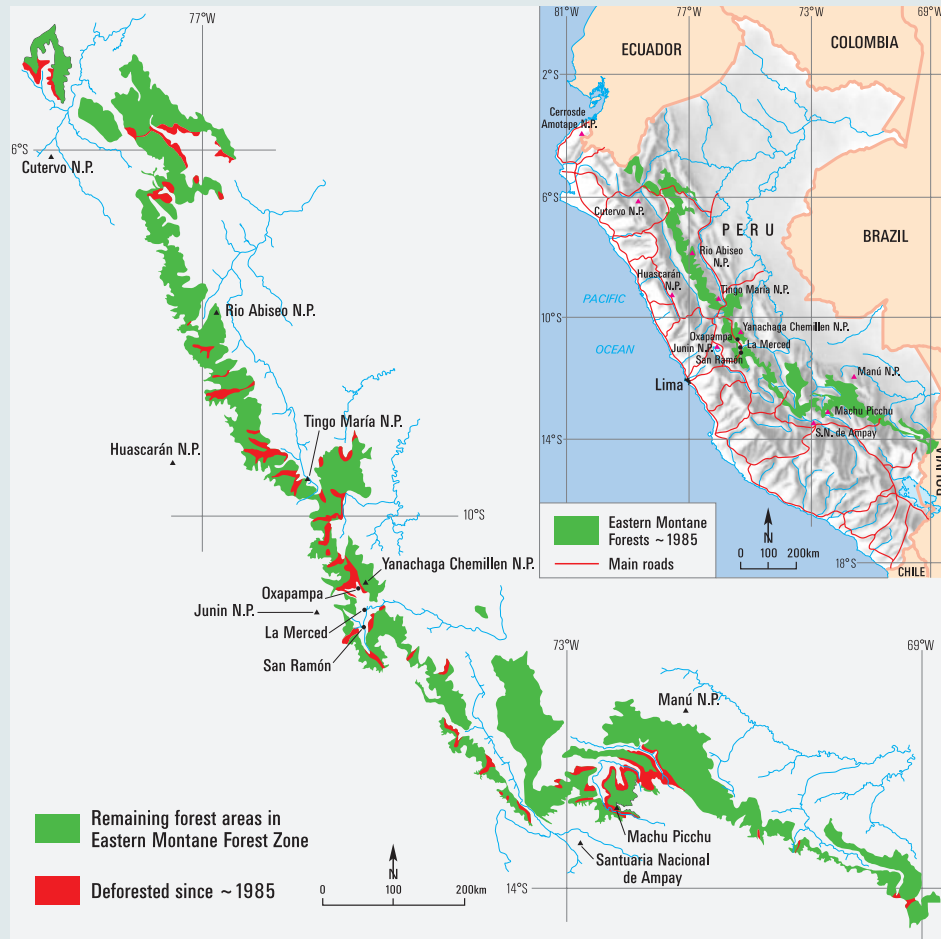 77°W
6°S
Cutervo N.P.
Rio Abiseo N.P.
Tingo María N.P.
Huascarán N.P.
10°S
Yanachaga Chemillen N.P.
Oxapampa
Junin N.P.
La Merced
San Ramón
73°W
69°W
Manú N.P.
Machu Picchu
Santuaria Nacional
de Ampay
14°S
Remaining forest areas in
Eastern Montane Forest Zone
Deforested since ~1985
N
0 100 200km
81°W 77°W 73°W 69°W
ECUADOR
COLOMBIA
2°S
Cerrosde
Amotape N.P.
6°S
Cutervo N.P.
PERU
BRAZIL
Rio Abiseo
N.P.
Huascarán
N.P.
Tingo María N.P.
PACIFIC
OCEAN
10°S
Yanachaga Chemillen N.P.
Oxapampa
La Merced
Junin N.P.
San Ramón
Lima
Manú N.P.
Machu Picchu
S.N. de Ampay
14°S
BOLIVIA
Eastern Montane
Forests ~1985
Main roads
N
0 100 200km
18°S
CHILE